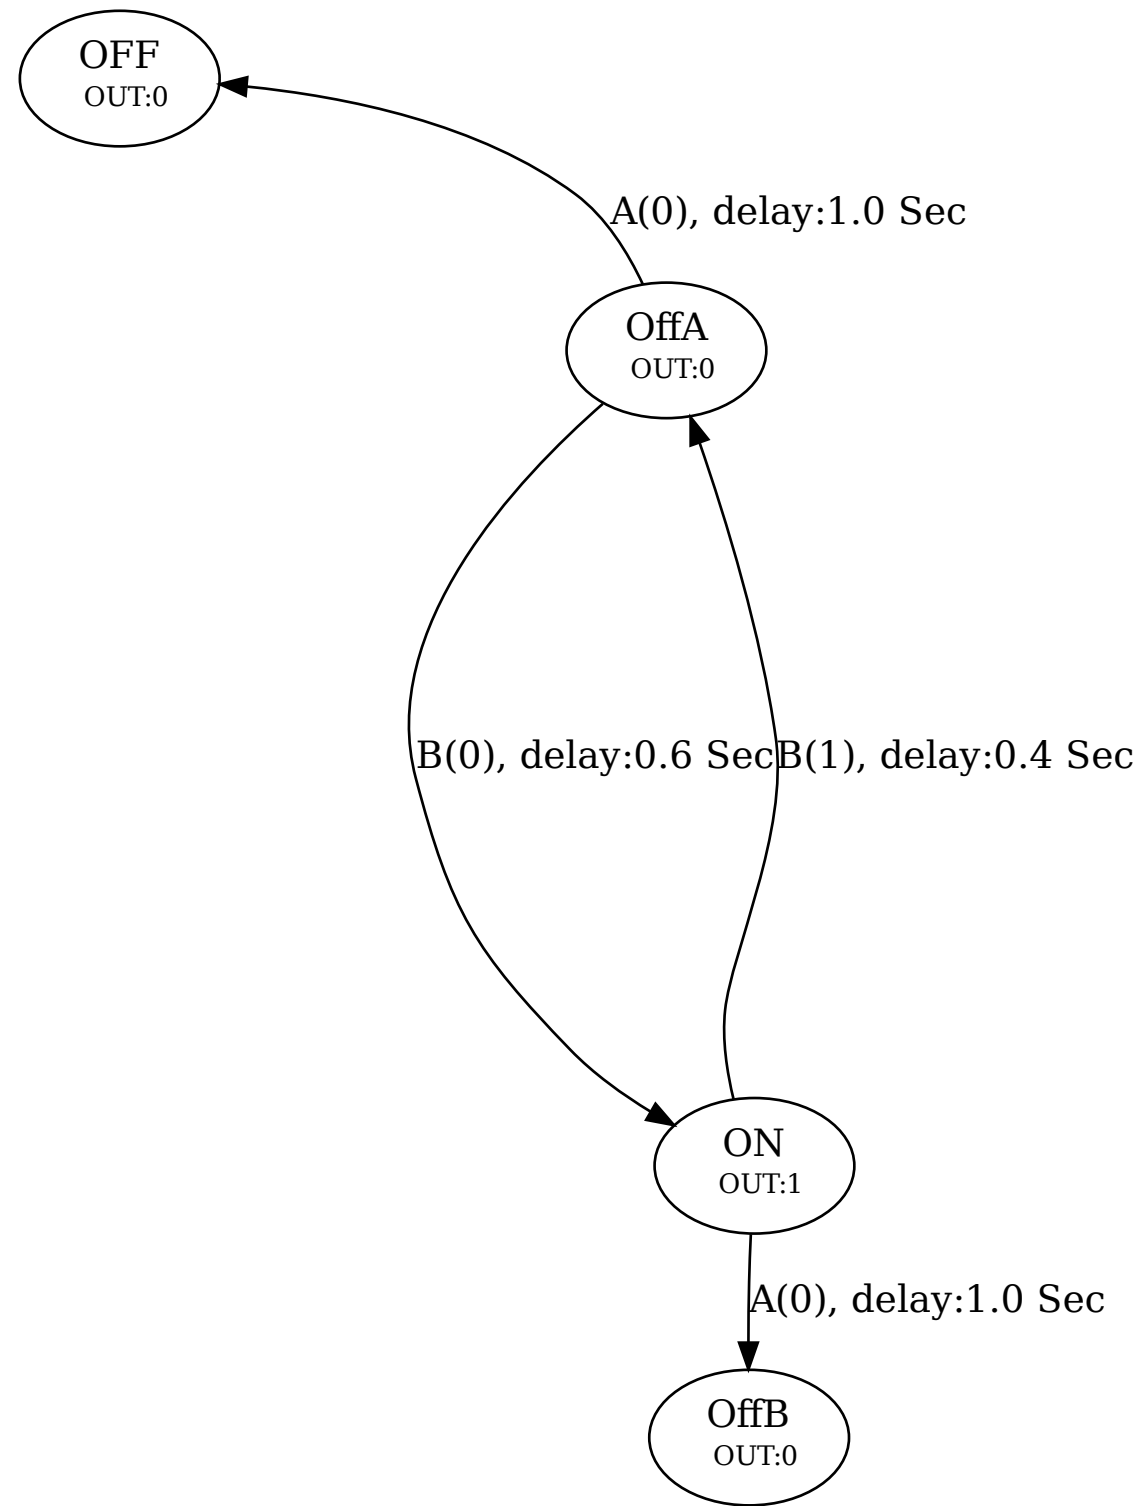 OFF
OUT:0
A(0), delay:1.0 Sec
OffA
OUT:0
B(0), delay:0.6 Sec
B(1), delay:0.4 Sec
ON
OUT:1
A(0), delay:1.0 Sec
OffB
OUT:0